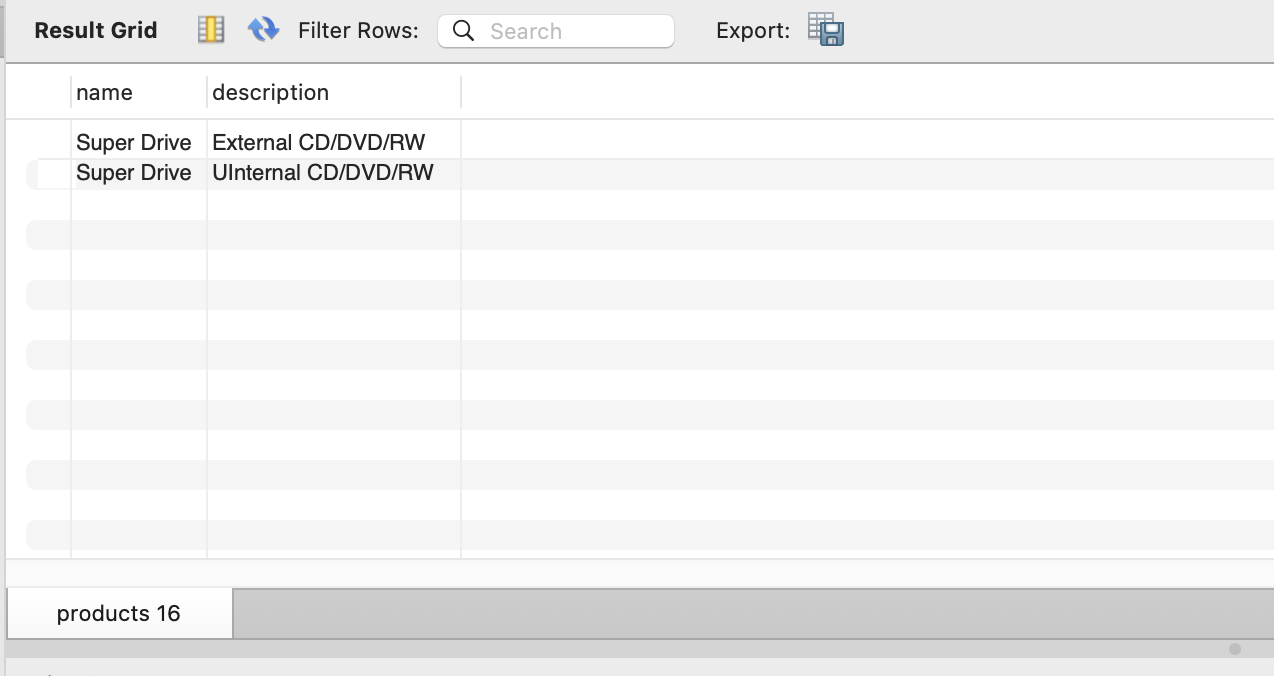 Result Grid Filter Rows: Search Export:
name description
Super Drive External CD/DVD/RW
Super Drive UInternal CD/DVD/RW
products 16